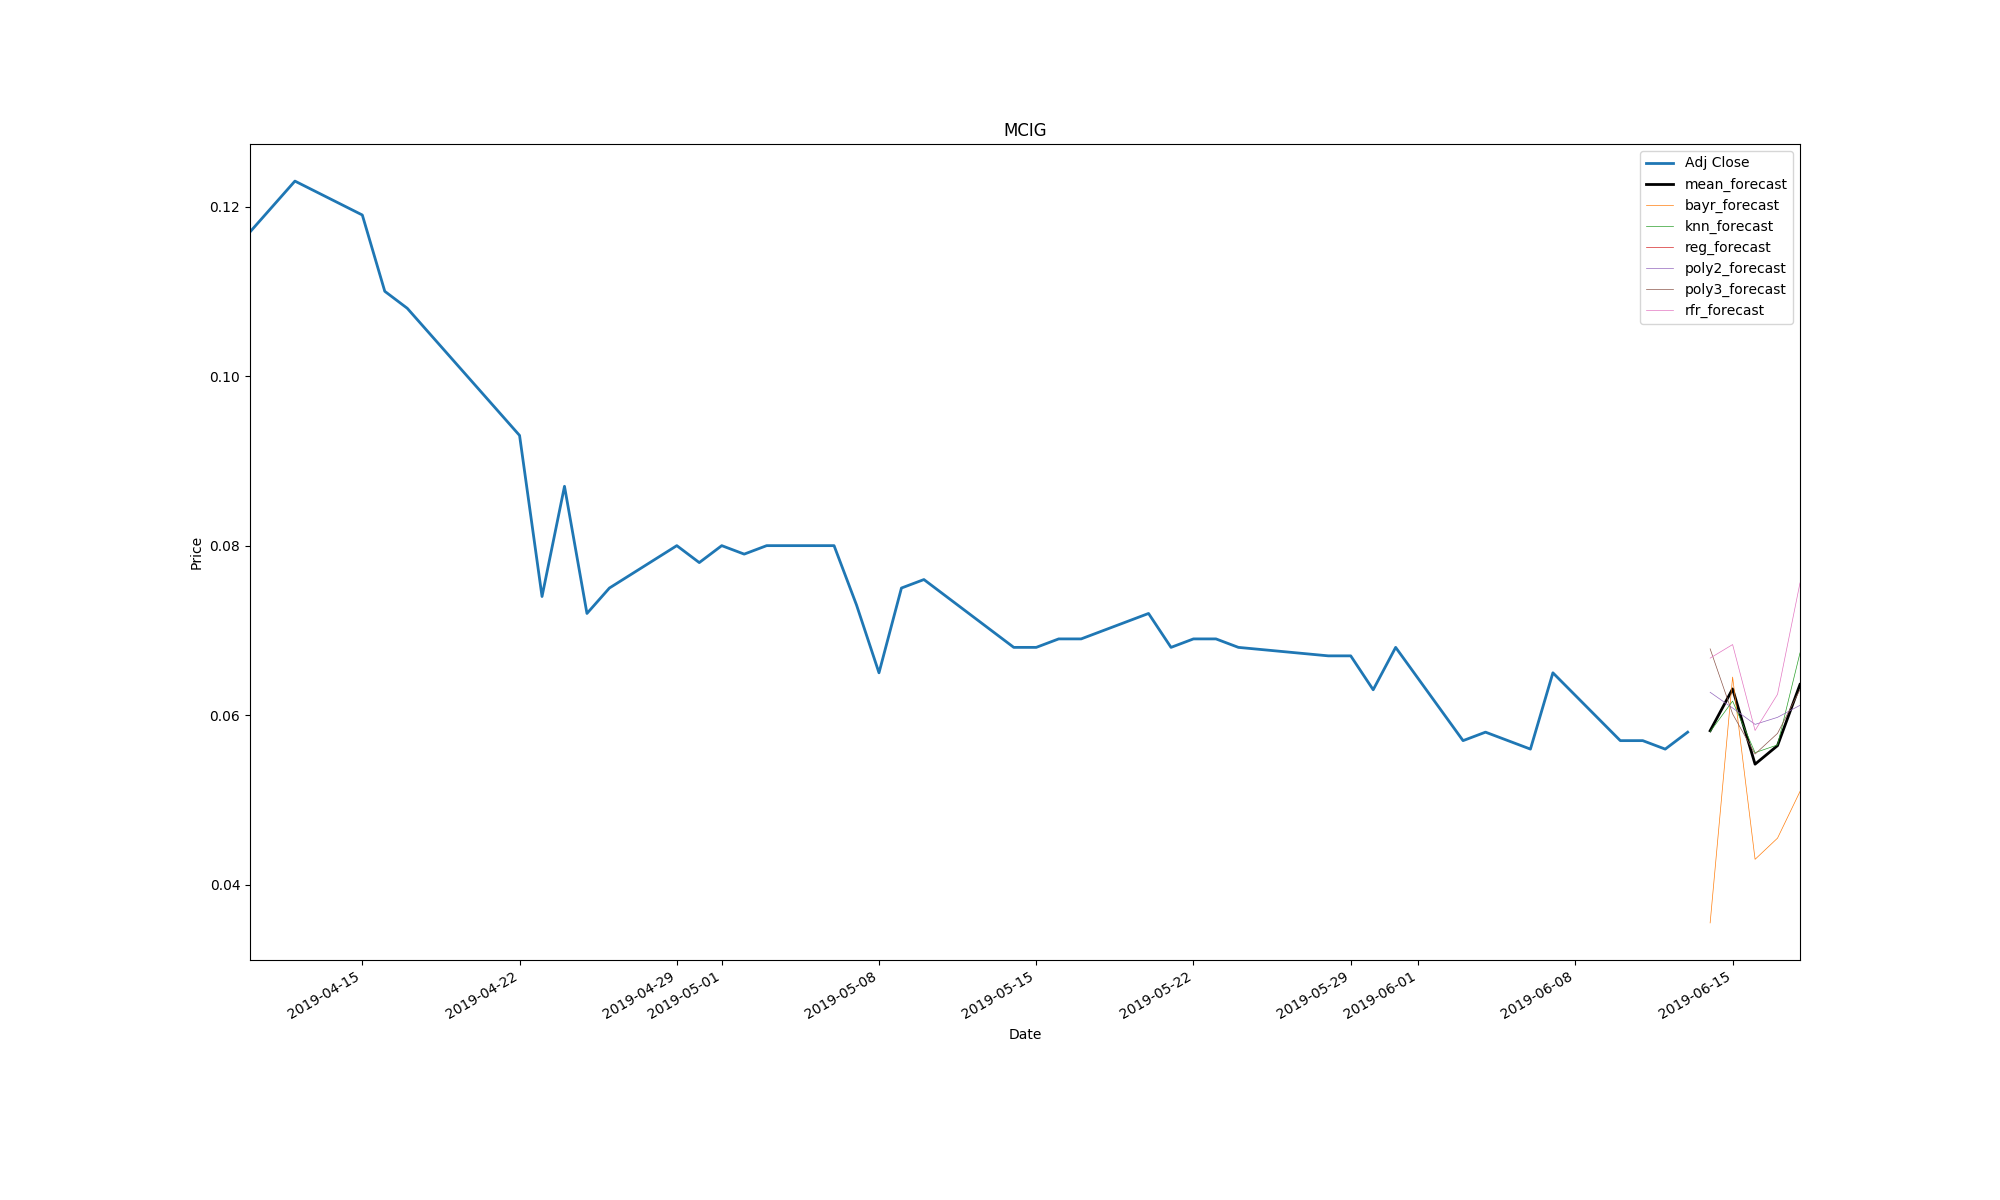 MCIG
Adj Close
mean_forecast
bayr_forecast
knn_forecast
reg_forecast
poly2_forecast
poly3_forecast
rfr_forecast
0.12
0.10
0.08
0.06
0.04
Price
2019-04-15
2019-04-22
2019-04-29
2019-05-01
2019-05-08
2019-05-15
2019-05-22
2019-05-29
2019-06-01
2019-06-08
2019-06-15
Date